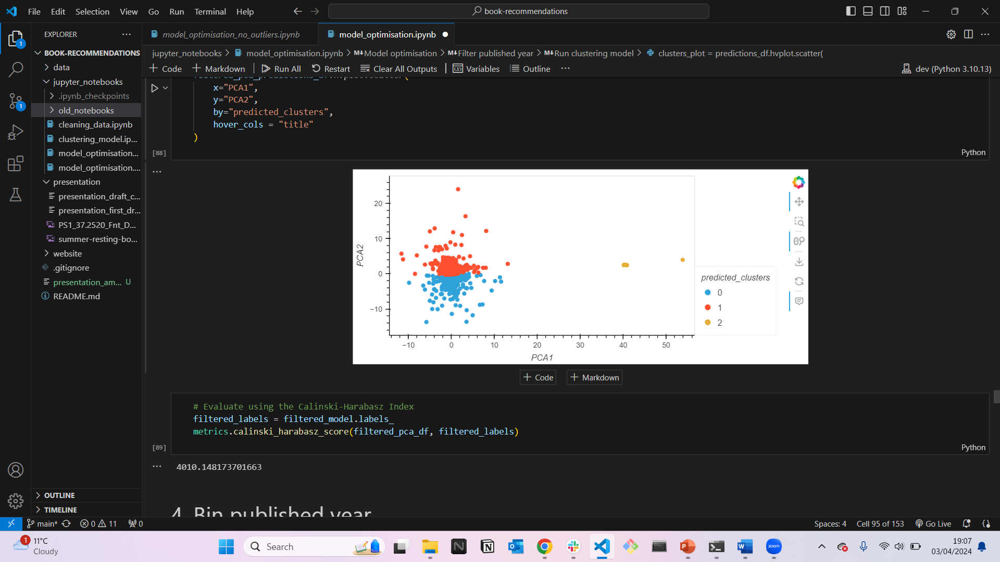 File Edit Selection View Go Run Terminal Help
book-recommendations
EXPLORER
model_optimisation_no_outliers.ipynb
model_optimisation.ipynb
BOOK-RECOMMENDATIONS
data
jupyter_notebooks
.ipynb_checkpoints
old_notebooks
cleaning_data.ipynb
clustering_model.ip...
model_optimisation...
model_optimisation....
presentation
presentation_draft_c...
presentation_first_dr...
PS1_37.2520_Fnt_D...
summer-resting-bo...
website
.gitignore
presentation_am... U
README.md
OUTLINE
TIMELINE
jupyter_notebooks > model_optimisation.ipynb > M↓Model optimisation > M↓Filter published year > M↓Run clustering model > clusters_plot = predictions_df.hvplot.scatter(
+ Code + Markdown | Run All Restart Clear All Outputs | Variables Outline ...
dev (Python 3.10.13)
filtered_pca_predictions_df.hvplot.scatter(
x="PCA1",
y="PCA2",
by="predicted_clusters",
hover_cols = "title"
)
[88]
Python
20
10
0
−10
PCA2
−10 0 10 20 30 40 50
PCA1
predicted_clusters
0
1
2
+ Code + Markdown
# Evaluate using the Calinski-Harabasz Index
filtered_labels = filtered_model.labels_
metrics.calinski_harabasz_score(filtered_pca_df, filtered_labels)
[89]
Python
4010.148173701663
4. Bin published year
main* 0 11 0
Spaces: 4 Cell 95 of 153 Go Live
1
1
1
11°C
Cloudy
Search
zoom
19:07
03/04/2024